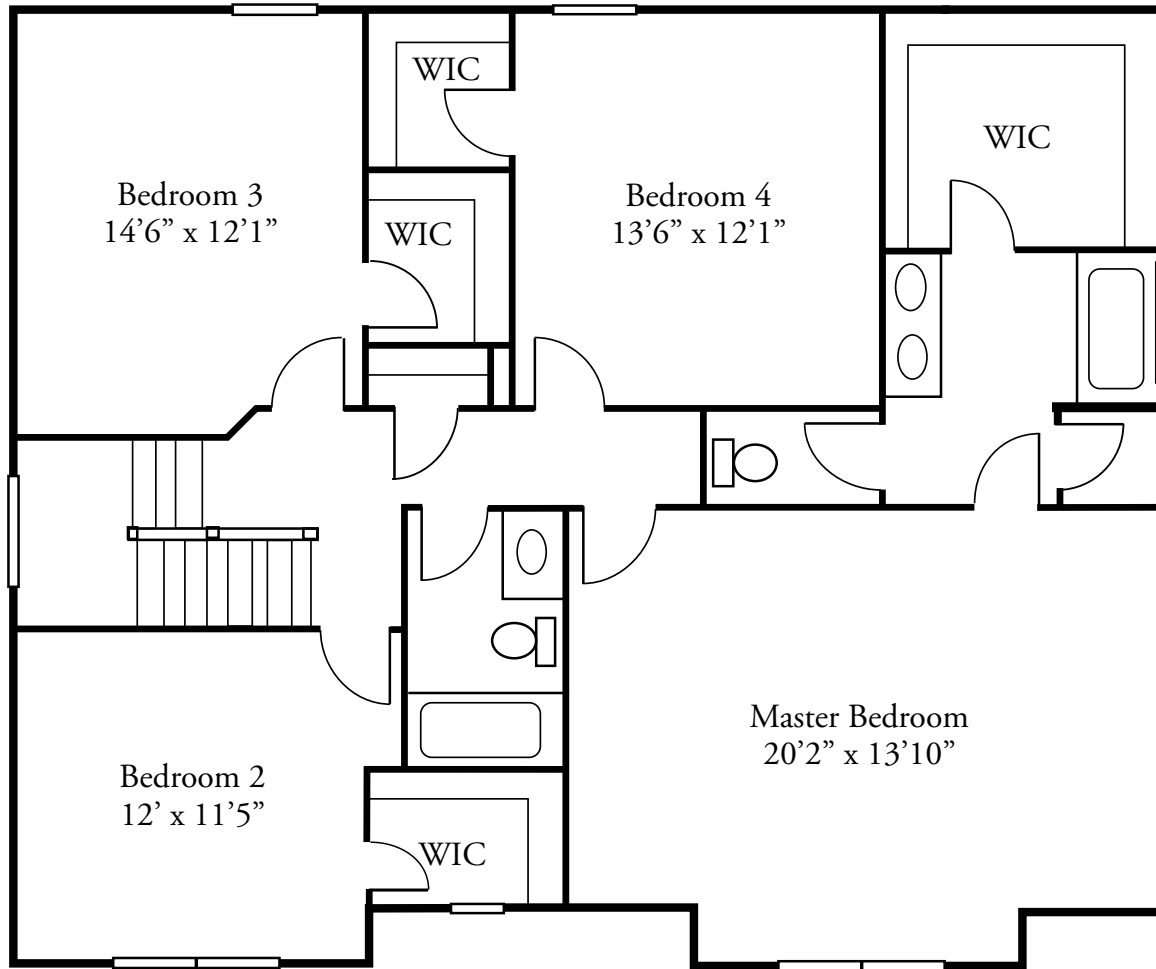 WIC
WIC
Bedroom 3
14’6” x 12’1”
Bedroom 4
13’6” x 12’1”
WIC
Master Bedroom
20’2” x 13’10”
Bedroom 2
12’ x 11’5”
WIC